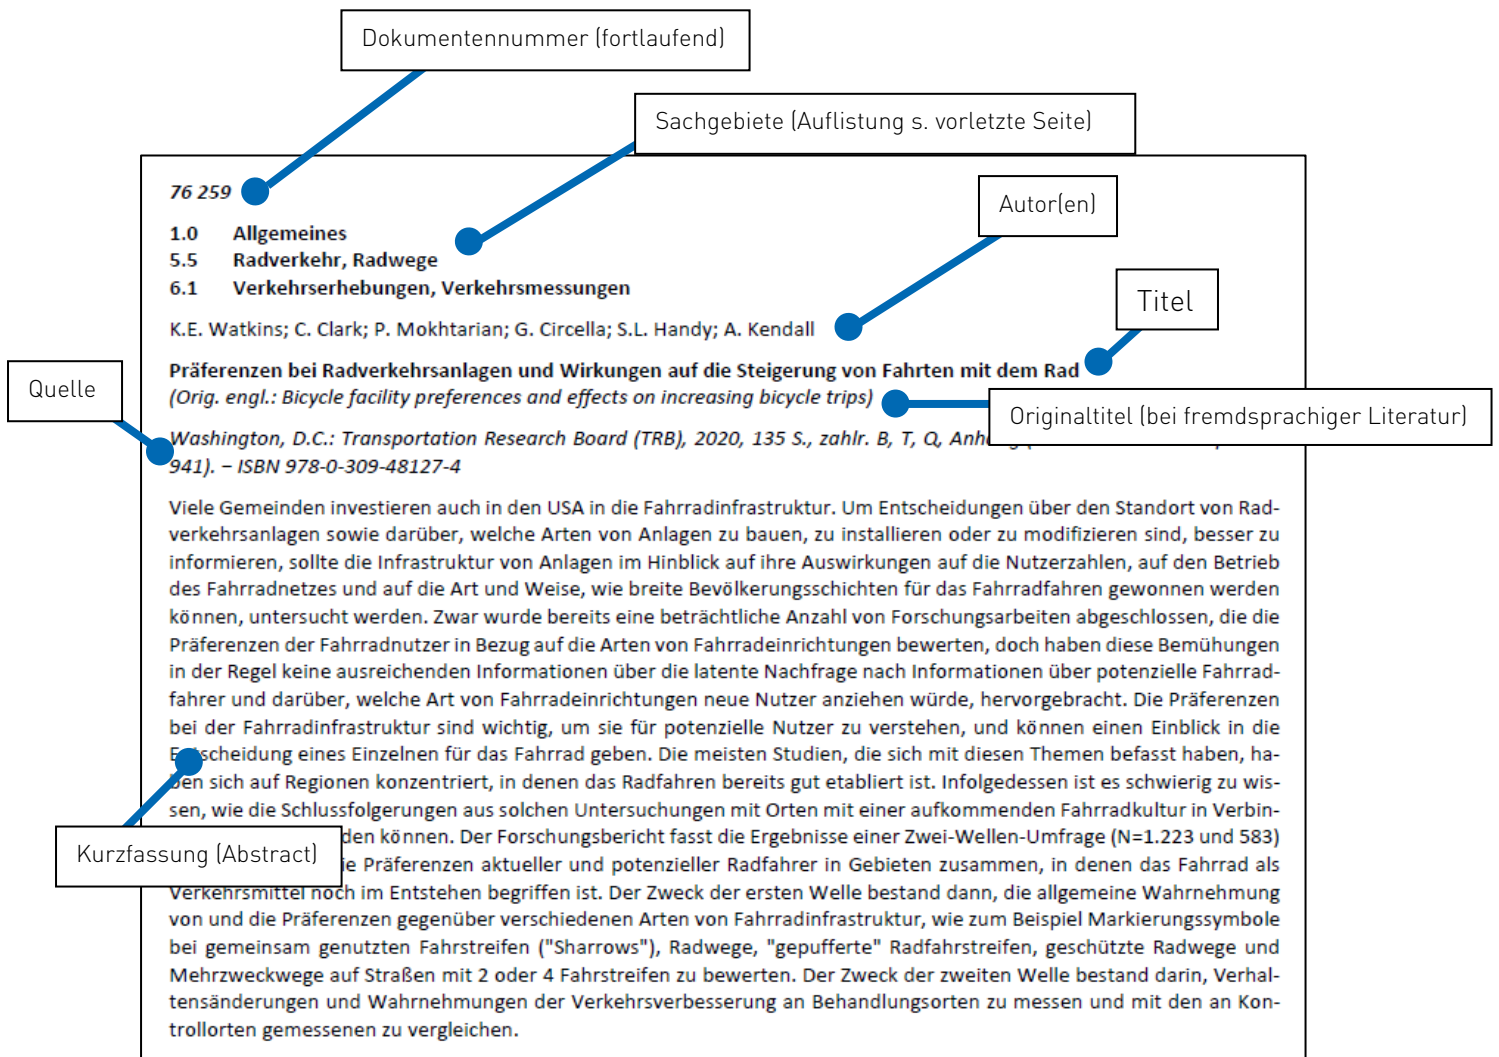 Dokumentennummer (fortlaufend)
Sachgebiete (Auflistung s. vorletzte Seite)
76 259
Autor(en)
1.0 Allgemeines
5.5 Radverkehr, Radwege
6.1 Verkehrserhebungen, Verkehrsmessungen
Titel
K.E. Watkins; C. Clark; P. Mokhtarian; G. Circella; S.L. Handy; A. Kendall
Präferenzen bei Radverkehrsanlagen und Wirkungen auf die Steigerung von Fahrten mit dem Rad
Quelle
(Orig. engl.: Bicycle facility preferences and effects on increasing bicycle trips)
Originaltitel (bei fremdsprachiger Literatur)
Washington, D.C.: Transportation Research Board (TRB), 2020, 135 S., zahlr. B, T, Q,
941). − ISBN 978-0-309-48127-4
Viele Gemeinden investieren auch in den USA in die Fahrradinfrastruktur. Um Entscheidungen über den Standort von Rad-
verkehrsanlagen sowie darüber, welche Arten von Anlagen zu bauen, zu installieren oder zu modifizieren sind, besser zu
informieren, sollte die Infrastruktur von Anlagen im Hinblick auf ihre Auswirkungen auf die Nutzerzahlen, auf den Betrieb
des Fahrradnetzes und auf die Art und Weise, wie breite Bevölkerungsschichten für das Fahrradfahren gewonnen werden
können, untersucht werden. Zwar wurde bereits eine beträchtliche Anzahl von Forschungsarbeiten abgeschlossen, die die
Präferenzen der Fahrradnutzer in Bezug auf die Arten von Fahrradeinrichtungen bewerten, doch haben diese Bemühungen
in der Regel keine ausreichenden Informationen über die latente Nachfrage nach Informationen über potenzielle Fahrrad-
fahrer und darüber, welche Art von Fahrradeinrichtungen neue Nutzer anziehen würde, hervorgebracht. Die Präferenzen
bei der Fahrradinfrastruktur sind wichtig, um sie für potenzielle Nutzer zu verstehen, und können einen Einblick in die
Entscheidung eines Einzelnen für das Fahrrad geben. Die meisten Studien, die sich mit diesen Themen befasst haben, ha-
ben sich auf Regionen konzentriert, in denen das Radfahren bereits gut etabliert ist. Infolgedessen ist es schwierig zu wis-
sen, wie die Schlussfolgerungen aus solchen Untersuchungen mit Orten mit einer aufkommenden Fahrradkultur in Verbin-
den können. Der Forschungsbericht fasst die Ergebnisse einer Zwei-Wellen-Umfrage (N=1.223 und 583)
Kurzfassung (Abstract)
ie Präferenzen aktueller und potenzieller Radfahrer in Gebieten zusammen, in denen das Fahrrad als
Verkehrsmittel noch im Entstehen begriffen ist. Der Zweck der ersten Welle bestand dann, die allgemeine Wahrnehmung
von und die Präferenzen gegenüber verschiedenen Arten von Fahrradinfrastruktur, wie zum Beispiel Markierungssymbole
bei gemeinsam genutzten Fahrstreifen ("Sharrows"), Radwege, "gepufferte" Radfahrstreifen, geschützte Radwege und
Mehrzweckwege auf Straßen mit 2 oder 4 Fahrstreifen zu bewerten. Der Zweck der zweiten Welle bestand darin, Verhal-
tensänderungen und Wahrnehmungen der Verkehrsverbesserung an Behandlungsorten zu messen und mit den an Kon-
trollorten gemessenen zu vergleichen.